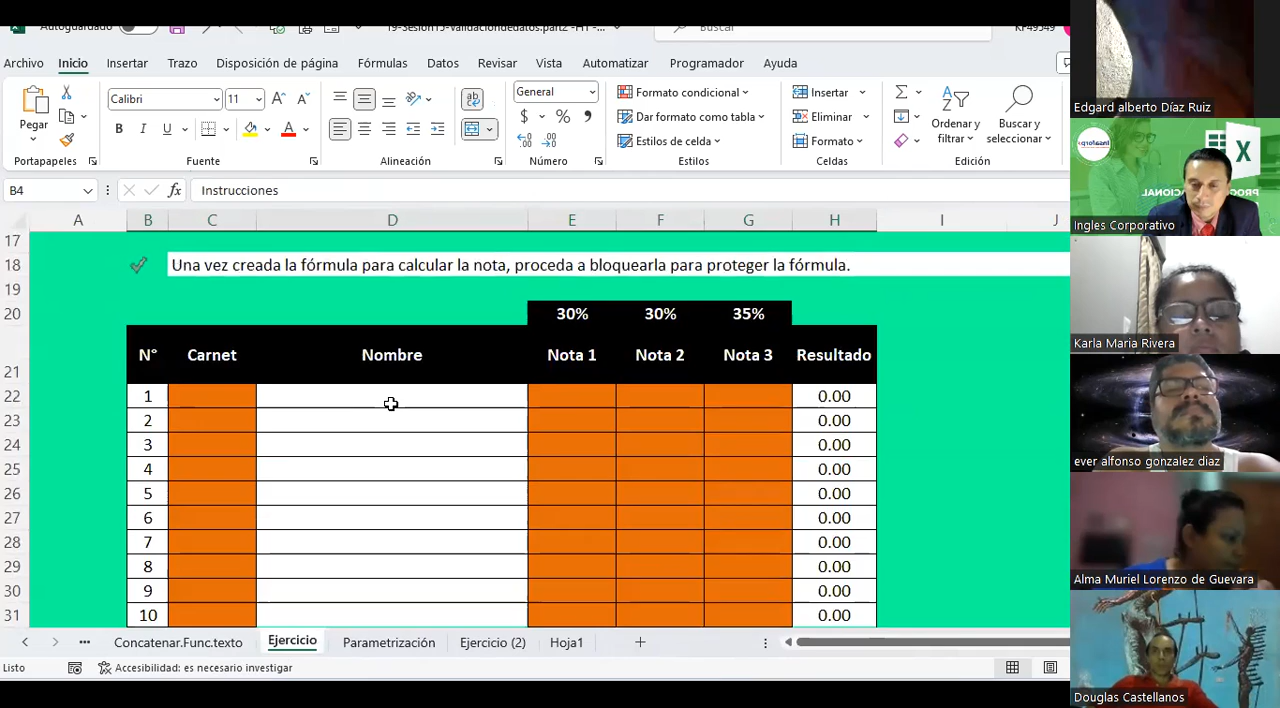 Autoguardado
19-Sesion15-Validaciondedatos.part2 -H1 -...
Buscar
Archivo Inicio Insertar Trazo Disposición de página Fórmulas Datos Revisar Vista Automatizar Programador Ayuda
Pegar
Calibri 11
N K S
General
$ % 
Formato condicional
Dar formato como tabla
Estilos de celda
Insertar
Eliminar
Formato
Ordenar y filtrar
Buscar y seleccionar
Portapapeles Fuente Alineación Número Estilos Celdas Edición
B4 fx Instrucciones
A B C D E F G H I J
17
18 Una vez creada la fórmula para calcular la nota, proceda a bloquearla para proteger la fórmula.
19
20 30% 30% 35%
21 N° Carnet Nombre Nota 1 Nota 2 Nota 3 Resultado
22 1 0.00
23 2 0.00
24 3 0.00
25 4 0.00
26 5 0.00
27 6 0.00
28 7 0.00
29 8 0.00
30 9 0.00
31 10 0.00
Concatenar.Func.texto Ejercicio Parametrización Ejercicio (2) Hoja1
Listo Accesibilidad: es necesario investigar
Edgard alberto Díaz Ruiz
Ingles Corporativo
Karla Maria Rivera
ever alfonso gonzalez diaz
Alma Muriel Lorenzo de Guevara
Douglas Castellanos